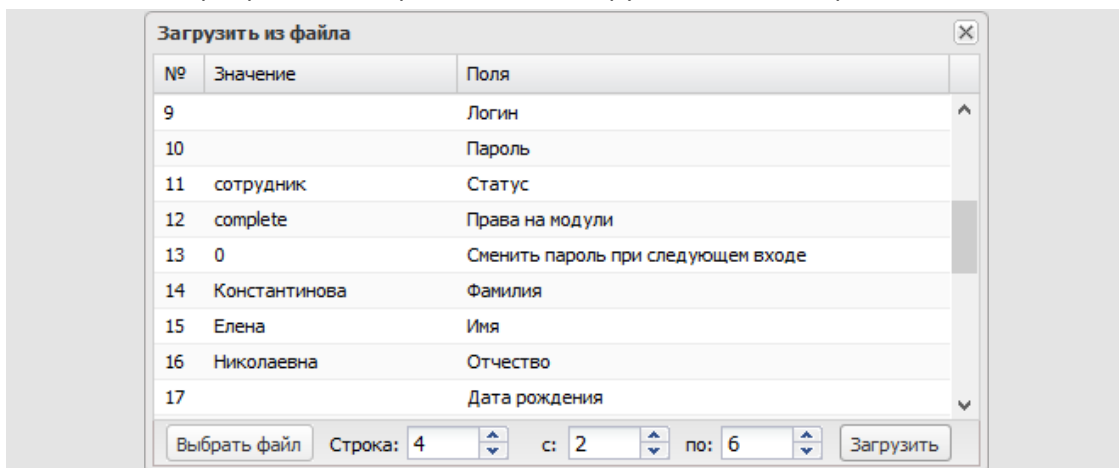 Загрузить из файла
№ Значение Поля
9 Логин
10 Пароль
11 сотрудник Статус
12 complete Права на модули
13 0 Сменить пароль при следующем входе
14 Константинова Фамилия
15 Елена Имя
16 Николаевна Отчество
17 Дата рождения
Выбрать файл Строка: 4 с: 2 по: 6 Загрузить